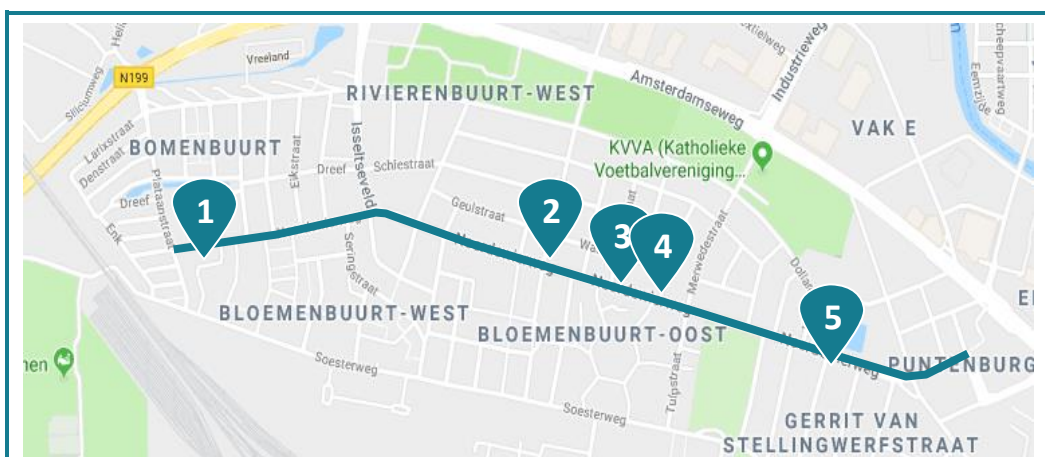 Vreeland
N199
Siliciumweg
Larixstraat
Denstraat
BOMENBUURT
Plataanstraat
Dreef
Enk
Eikstraat
Dreef
Isseltseveld
Schiestraat
RIVIERENBUURT-WEST
Amsterdamseweg
Industrieweg
KVVA (Katholieke
Voetbalvereniging...
VAK E
Eemzijde
1
2
3
4
5
Geulstraat
Seringstraat
Merwedestraat
BLOEMENBUURT-WEST
BLOEMENBUURT-OOST
Soesterweg
Soesterweg
Tulpstraat
PUNTENBURG
GERRIT VAN
STELLINGWERFSTRAAT